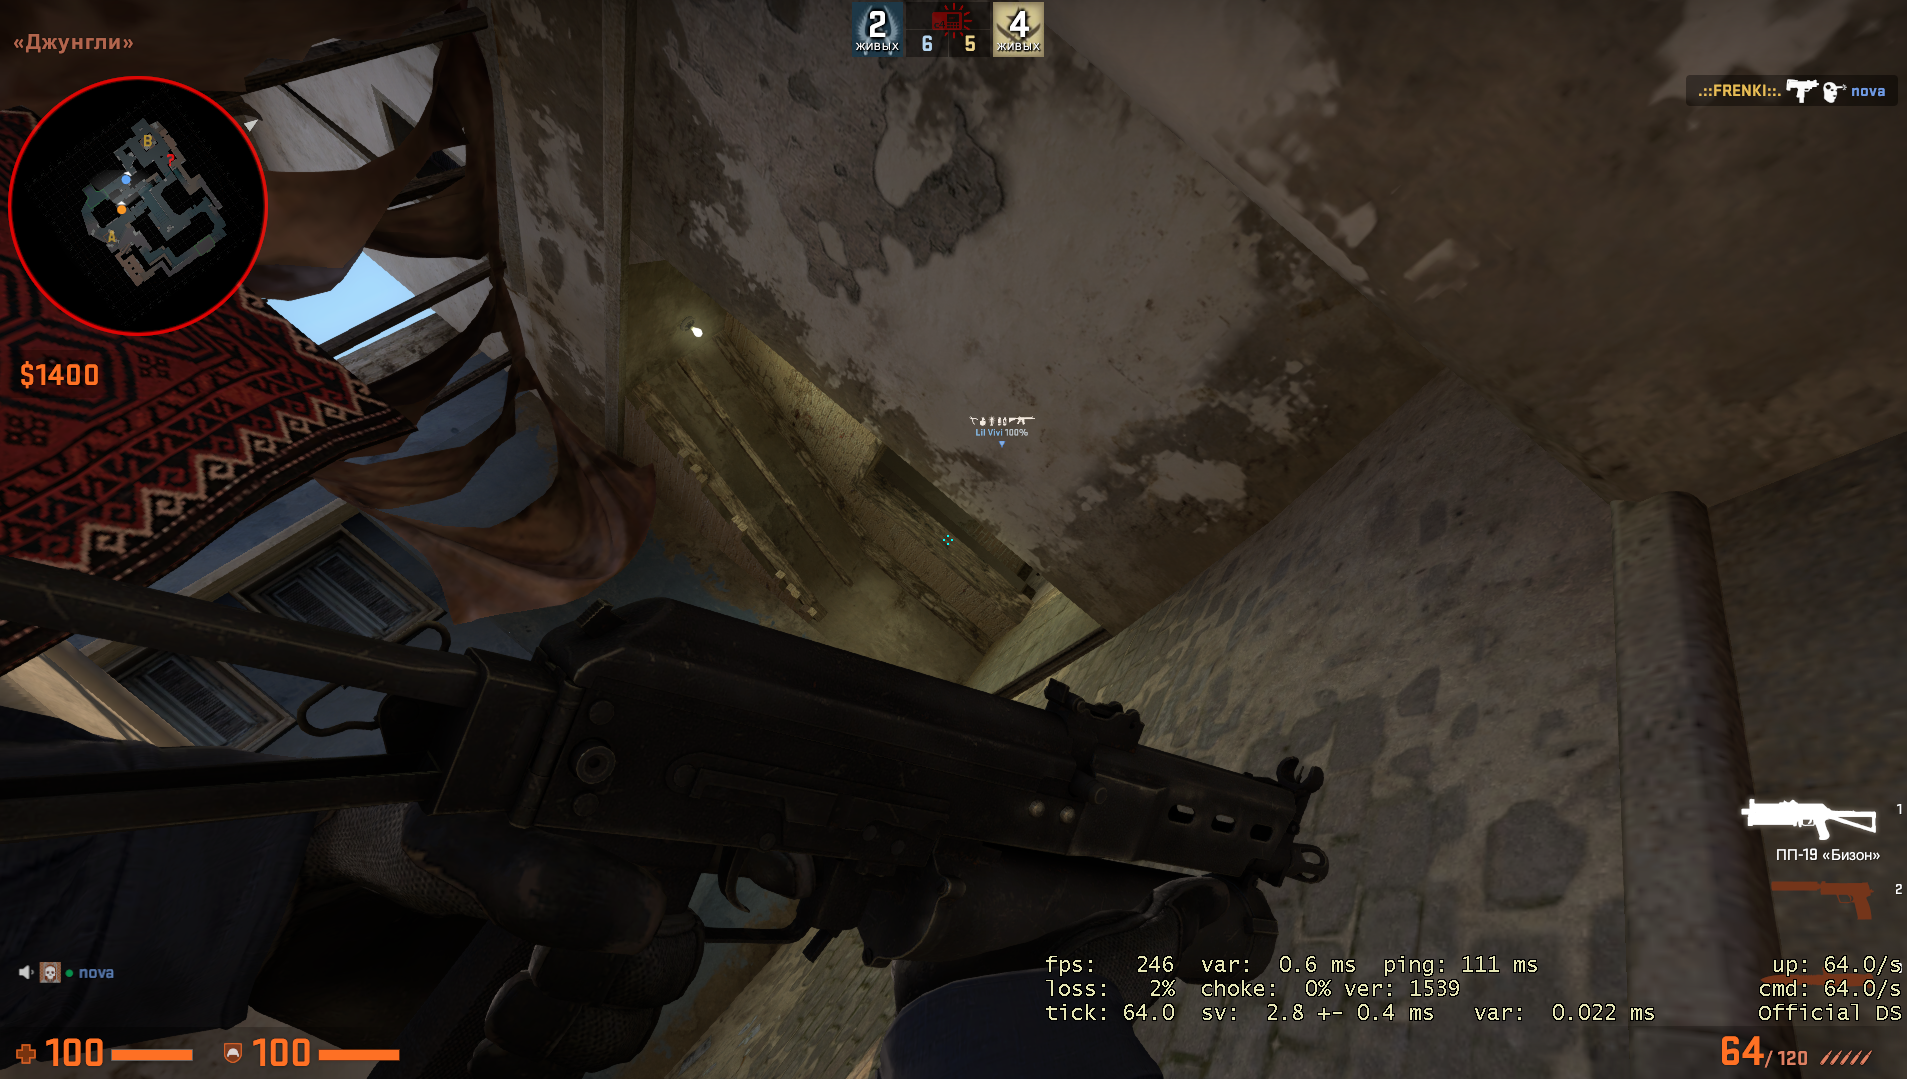 «Джунгли»
2
ЖИВЫХ
6
5
4
ЖИВЫХ
.::FRENKI::. nova
B
?
A
$1400
Lil Vivi 100%
1
ПП-19 «Бизон»
2
nova
fps: 246 var: 0.6 ms ping: 111 ms
loss: 2% choke: 0% ver: 1539
tick: 64.0 sv: 2.8 +- 0.4 ms var: 0.022 ms
up: 64.0/s
cmd: 64.0/s
Official DS
100
100
64/ 120